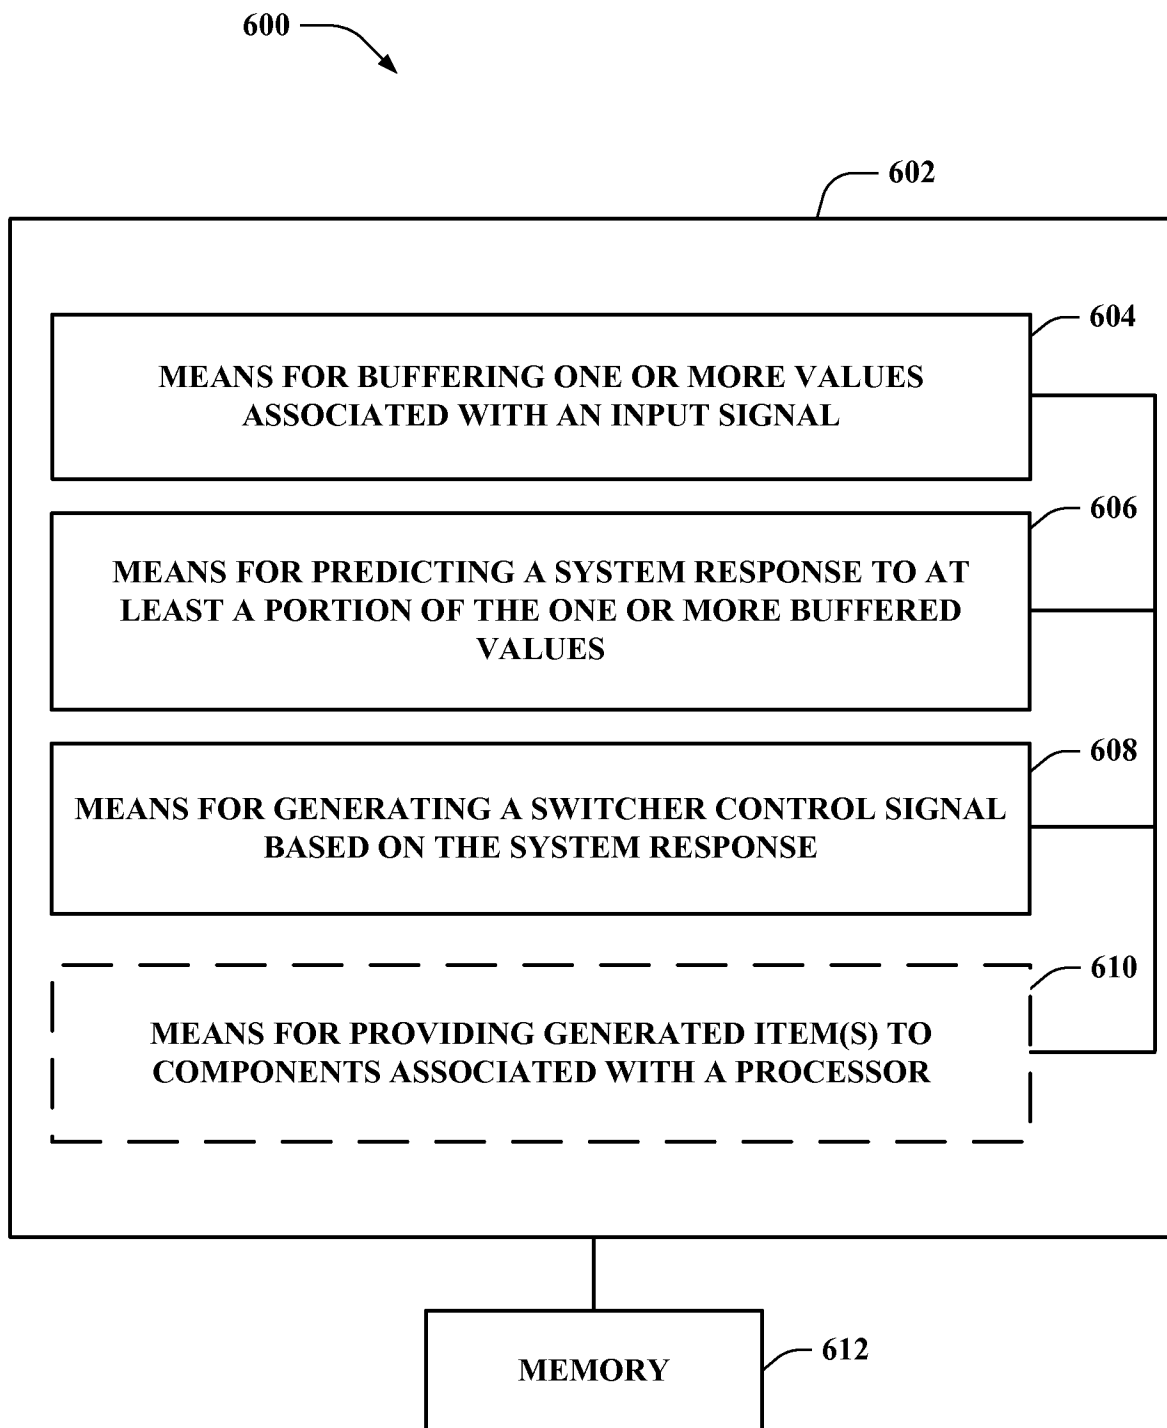 600
602
604
MEANS FOR BUFFERING ONE OR MORE VALUES
ASSOCIATED WITH AN INPUT SIGNAL
606
MEANS FOR PREDICTING A SYSTEM RESPONSE TO AT
LEAST A PORTION OF THE ONE OR MORE BUFFERED
VALUES
608
MEANS FOR GENERATING A SWITCHER CONTROL SIGNAL
BASED ON THE SYSTEM RESPONSE
610
MEANS FOR PROVIDING GENERATED ITEM(S) TO
COMPONENTS ASSOCIATED WITH A PROCESSOR
612
MEMORY